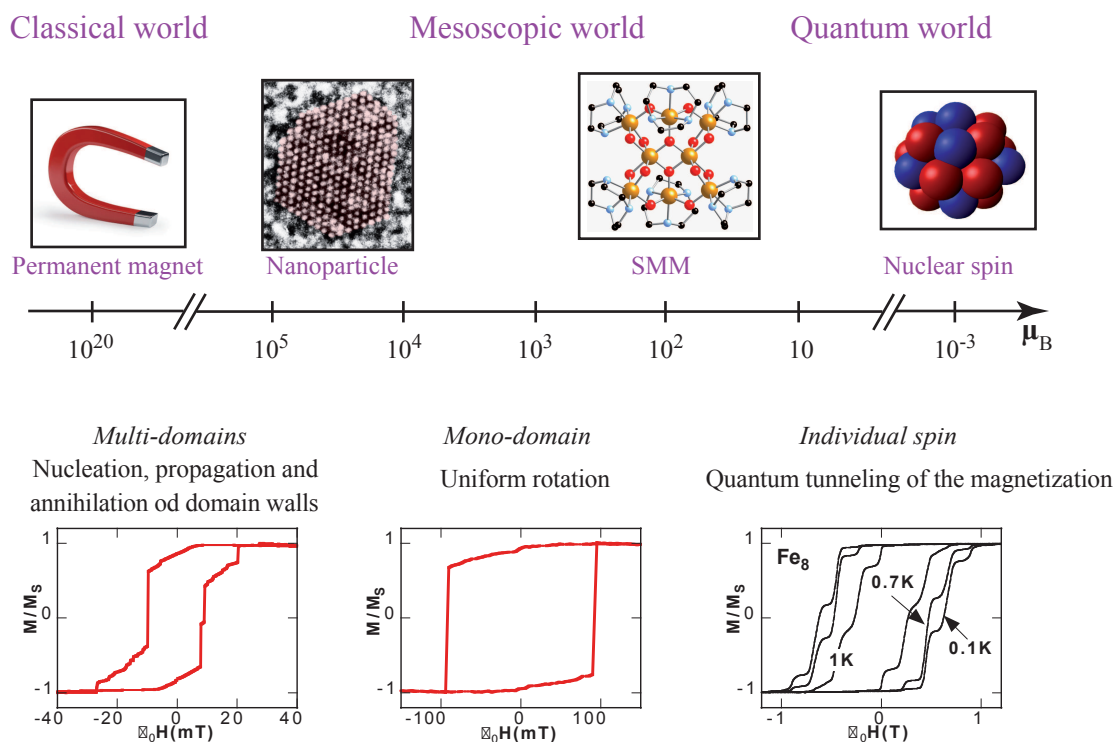 Classical world
Mesoscopic world
Quantum world
Permanent magnet
Nanoparticle
SMM
Nuclear spin
10^20
10^5
10^4
10^3
10^2
10
10^-3
μB
Multi-domains
Nucleation, propagation and
annihilation od domain walls
Mono-domain
Uniform rotation
Individual spin
Quantum tunneling of the magnetization
1
0
-1
M/MS
-40
-20
0
20
40
0H(mT)
1
0
-1
M/MS
-100
0
100
0H(mT)
Fe8
0.7K
0.1K
1K
1
0
-1
M/MS
-1
0
1
0H(T)